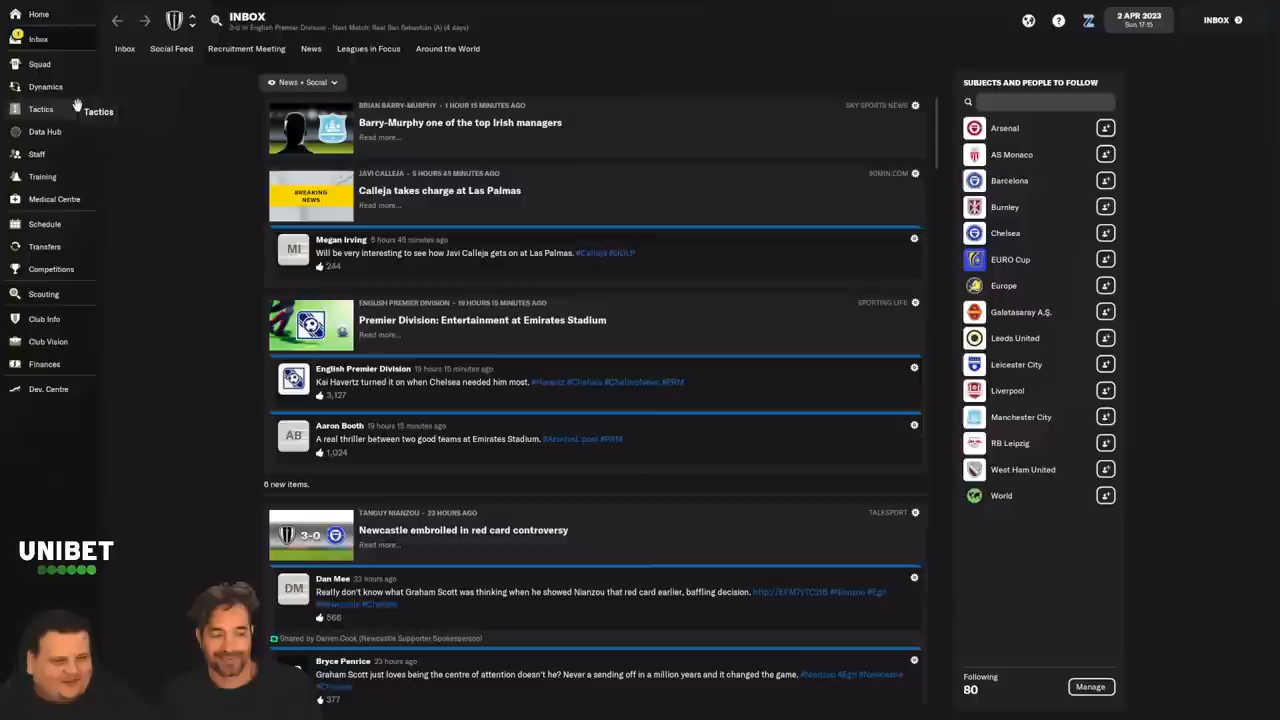 Home
Inbox
Squad
Dynamics
Tactics
Tactics
Data Hub
Staff
Training
Medical Centre
Schedule
Transfers
Competitions
Scouting
Club Info
Club Vision
Finances
Dev. Centre
INBOX
3rd in English Premier Division - Next Match: Real San Sebastián (A) (4 days)
2 APR 2023
Sun 17:15
INBOX
Inbox
Social Feed
Recruitment Meeting
News
Leagues in Focus
Around the World
News + Social
BRIAN BARRY-MURPHY - 1 HOUR 15 MINUTES AGO
SKY SPORTS NEWS
Barry-Murphy one of the top Irish managers
Read more...
JAVI CALLEJA - 5 HOURS 45 MINUTES AGO
90MIN.COM
BREAKING
NEWS
Calleja takes charge at Las Palmas
Read more...
MI
Megan Irving 5 hours 45 minutes ago
Will be very interesting to see how Javi Calleja gets on at Las Palmas. #Calleja #UDLP
244
ENGLISH PREMIER DIVISION - 19 HOURS 15 MINUTES AGO
SPORTING LIFE
Premier Division: Entertainment at Emirates Stadium
Read more...
English Premier Division 19 hours 15 minutes ago
Kai Havertz turned it on when Chelsea needed him most. #Havertz #Chelsea #ChelseaNews #PRM
3,127
AB
Aaron Booth 19 hours 15 minutes ago
A real thriller between two good teams at Emirates Stadium. #PRM
1,024
6 new items.
TANGUY NIANZOU - 23 HOURS AGO
TALKSPORT
3-0
Newcastle embroiled in red card controversy
Read more...
DM
Dan Mee 23 hours ago
Really don't know what Graham Scott was thinking when he showed Nianzou that red card earlier, baffling decision. #Nianzou #Egri
#Newcastle #Chelsea
566
Shared by Darren Cook (Newcastle Supporter Spokesperson)
Bryce Penrice 23 hours ago
Graham Scott just loves being the centre of attention doesn't he? Never a sending off in a million years and it changed the game. #Nianzou #Egri #Newcastle
#Chelsea
377
SUBJECTS AND PEOPLE TO FOLLOW
Arsenal
AS Monaco
Barcelona
Burnley
Chelsea
EURO Cup
Europe
Galatasaray A.Ş.
Leeds United
Leicester City
Liverpool
Manchester City
RB Leipzig
West Ham United
World
Following
80
Manage
UNIBET